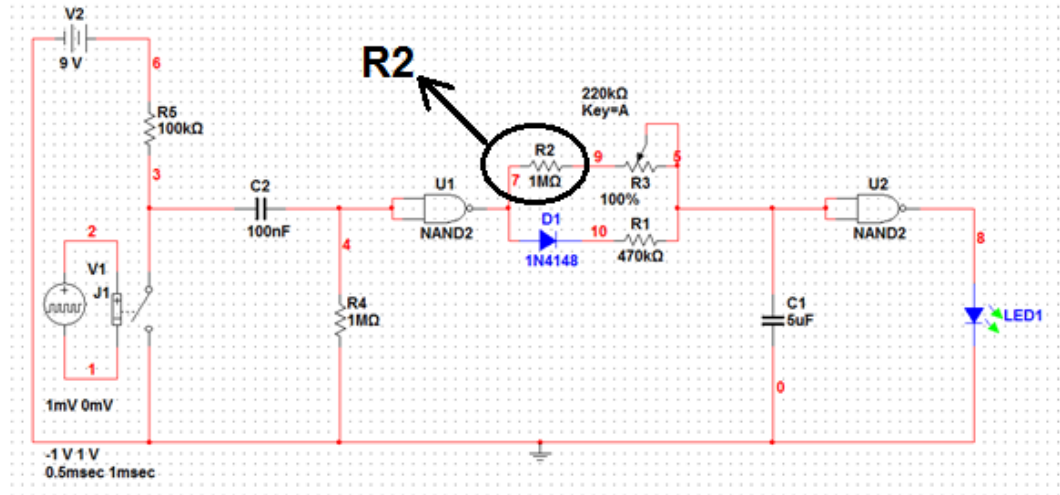 V2
9 V
6
R5
100kΩ
3
R2
220kΩ
Key=A
R2
1MΩ
7
9
R3
100%
5
C2
100nF
U1
NAND2
D1
1N4148
10
R1
470kΩ
U2
NAND2
8
2
V1
J1
1
1mV 0mV
-1 V 1 V
0.5msec 1msec
4
R4
1MΩ
C1
5uF
0
LED1